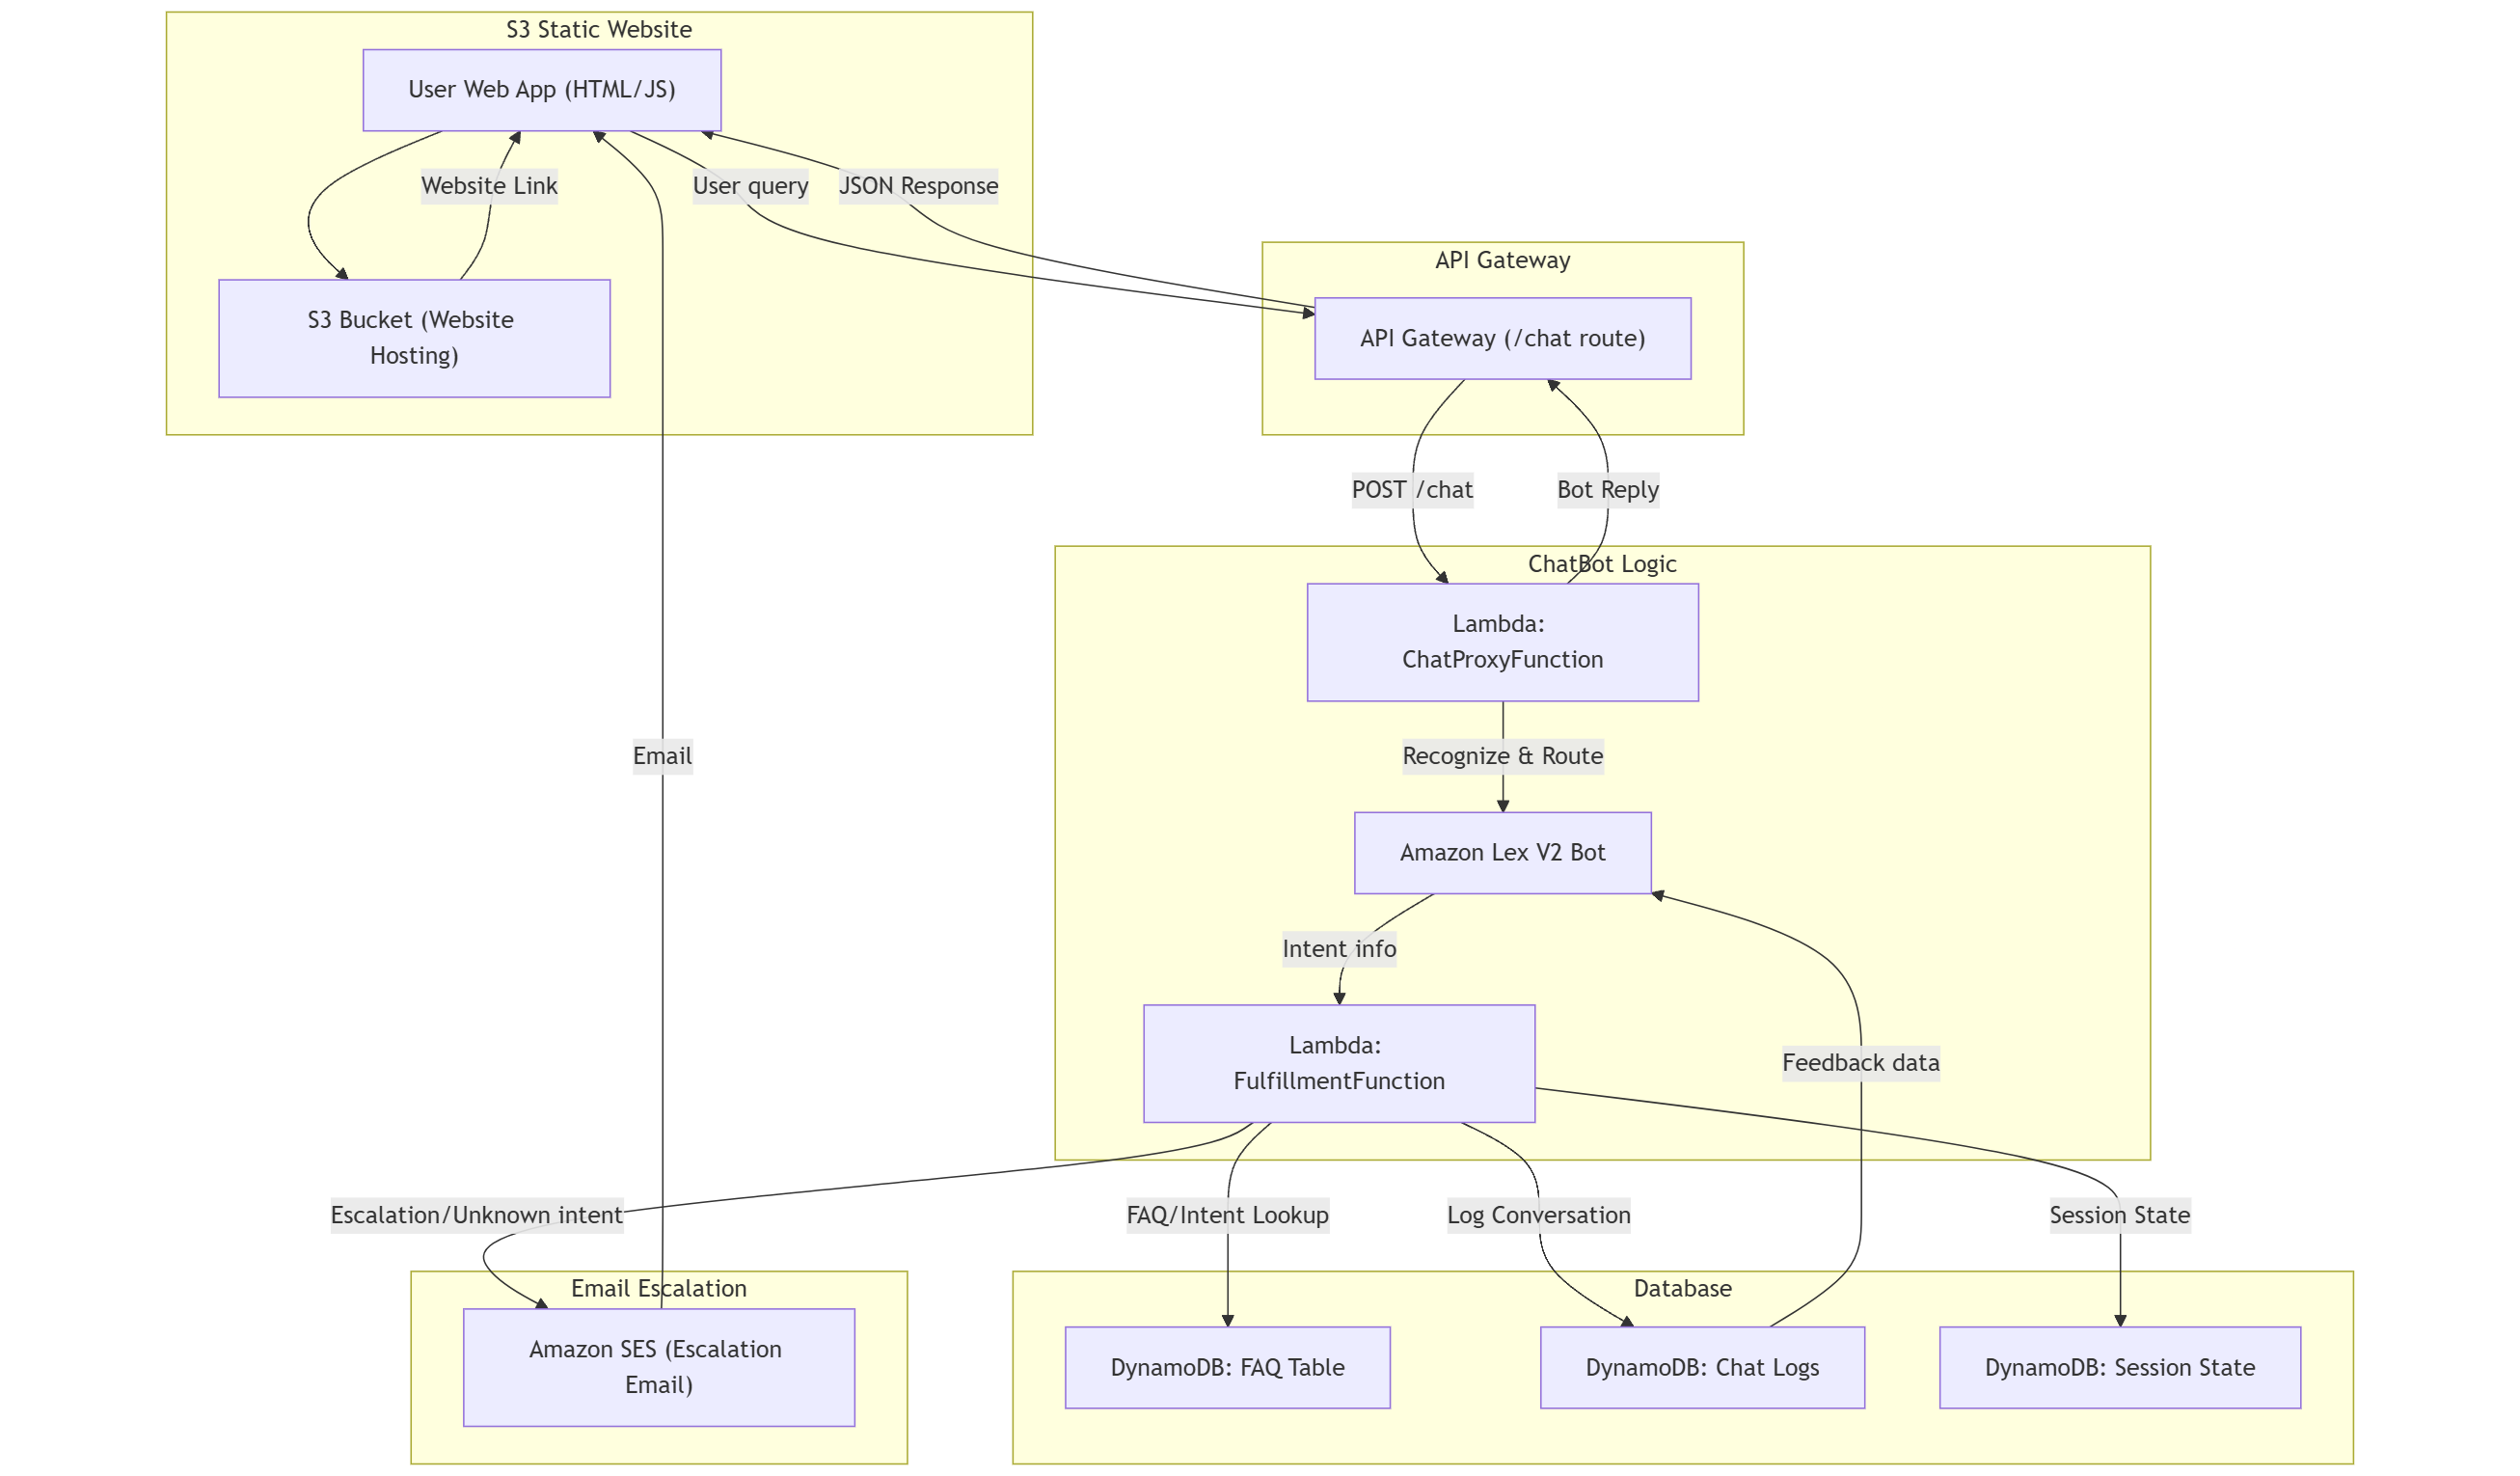 S3 Static Website
User Web App (HTML/JS)
Website Link
User query
JSON Response
S3 Bucket (Website
Hosting)
API Gateway
API Gateway (/chat route)
POST /chat
Bot Reply
ChatBot Logic
Lambda:
ChatProxyFunction
Email
Recognize & Route
Amazon Lex V2 Bot
Intent info
Lambda:
FulfillmentFunction
Feedback data
Escalation/Unknown intent
FAQ/Intent Lookup
Log Conversation
Session State
Email Escalation
Amazon SES (Escalation
Email)
Database
DynamoDB: FAQ Table
DynamoDB: Chat Logs
DynamoDB: Session State